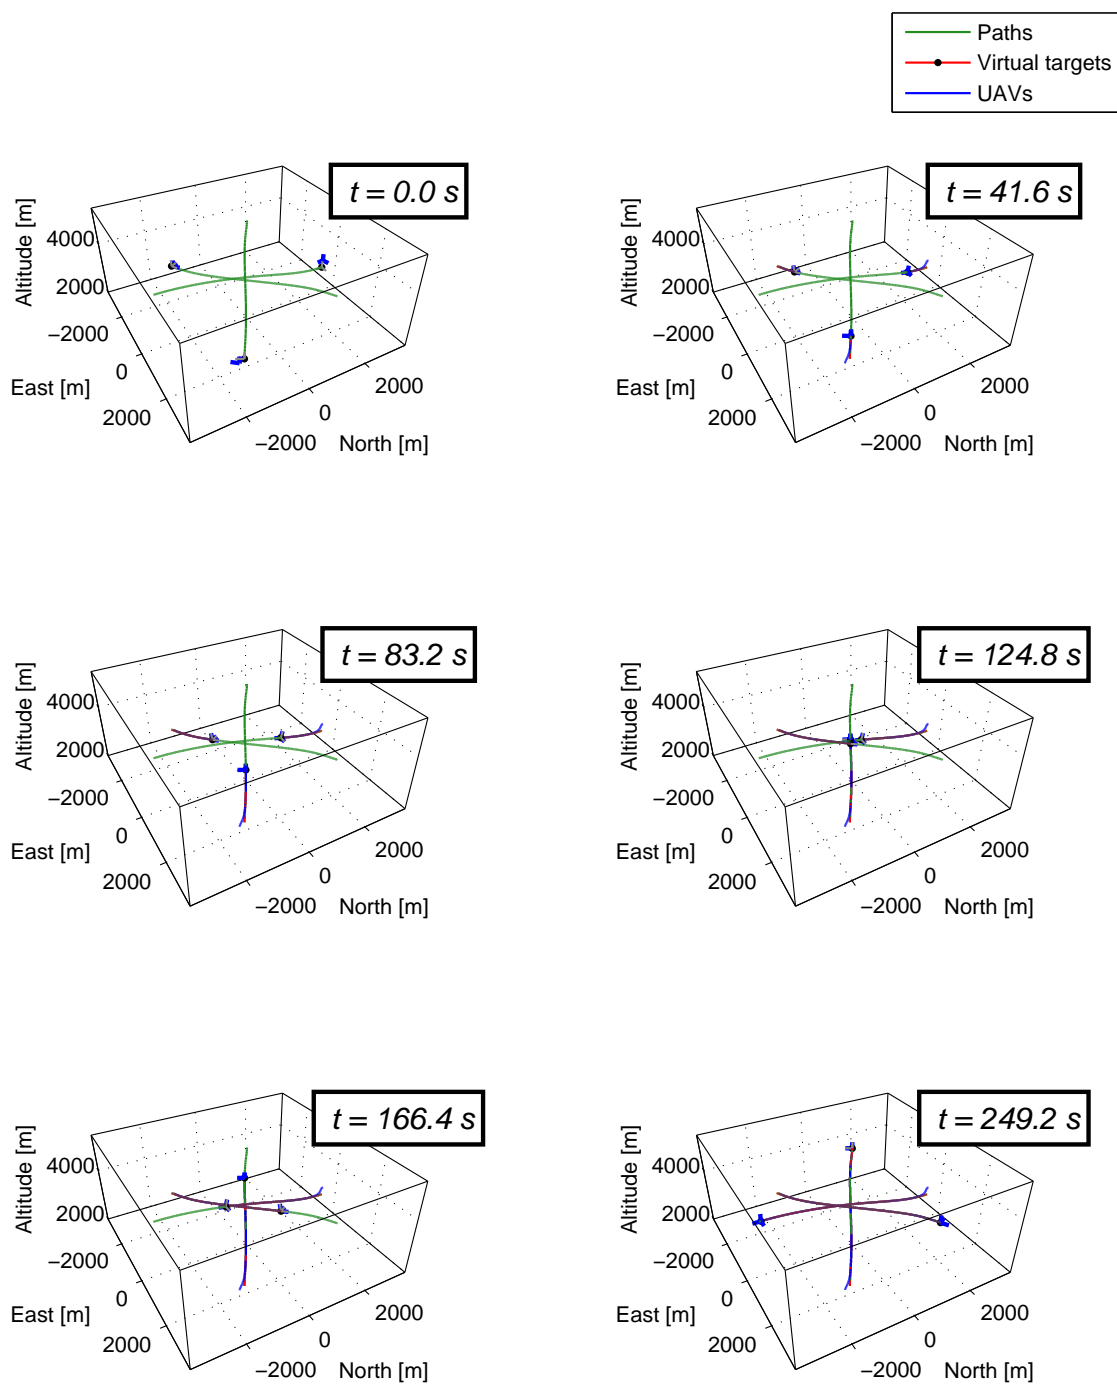 Paths
Virtual targets
UAVs
t = 0.0 s
Altitude [m]
4000
2000
−2000
0
2000
East [m]
−2000
0
2000
North [m]
t = 41.6 s
Altitude [m]
4000
2000
−2000
0
2000
East [m]
−2000
0
2000
North [m]
t = 83.2 s
Altitude [m]
4000
2000
−2000
0
2000
East [m]
−2000
0
2000
North [m]
t = 124.8 s
Altitude [m]
4000
2000
−2000
0
2000
East [m]
−2000
0
2000
North [m]
t = 166.4 s
Altitude [m]
4000
2000
−2000
0
2000
East [m]
−2000
0
2000
North [m]
t = 249.2 s
Altitude [m]
4000
2000
−2000
0
2000
East [m]
−2000
0
2000
North [m]